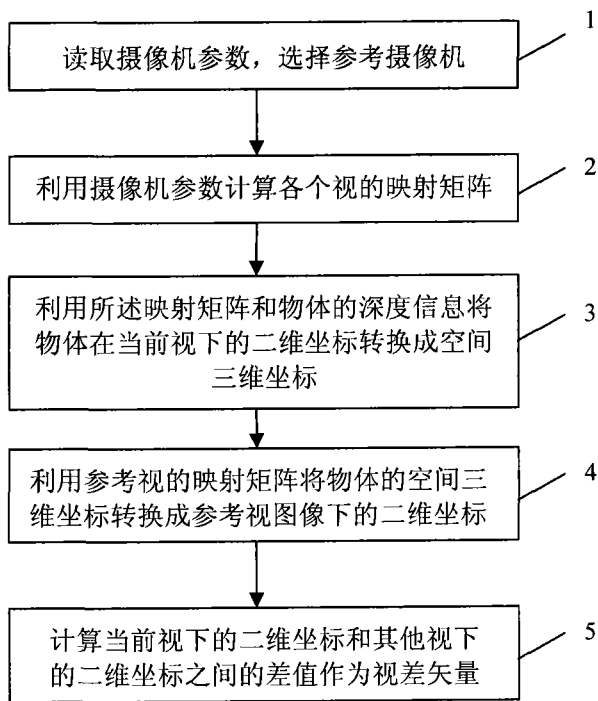 读取摄像机参数，选择参考摄像机
1
利用摄像机参数计算各个视的映射矩阵
2
利用所述映射矩阵和物体的深度信息将
物体在当前视下的二维坐标转换成空间
三维坐标
3
利用参考视的映射矩阵将物体的空间三
维坐标转换成参考视图像下的二维坐标
4
计算当前视下的二维坐标和其他视下
的二维坐标之间的差值作为视差矢量
5